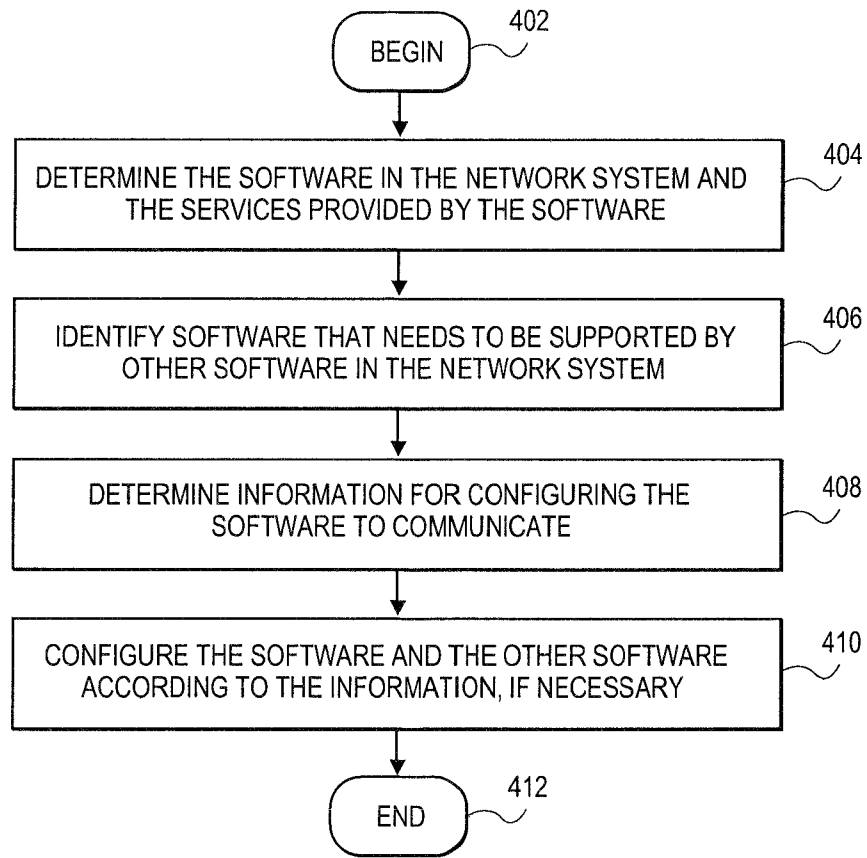 BEGIN
402
DETERMINE THE SOFTWARE IN THE NETWORK SYSTEM AND
THE SERVICES PROVIDED BY THE SOFTWARE
404
IDENTIFY SOFTWARE THAT NEEDS TO BE SUPPORTED BY
OTHER SOFTWARE IN THE NETWORK SYSTEM
406
DETERMINE INFORMATION FOR CONFIGURING THE
SOFTWARE TO COMMUNICATE
408
CONFIGURE THE SOFTWARE AND THE OTHER SOFTWARE
ACCORDING TO THE INFORMATION, IF NECESSARY
410
END
412